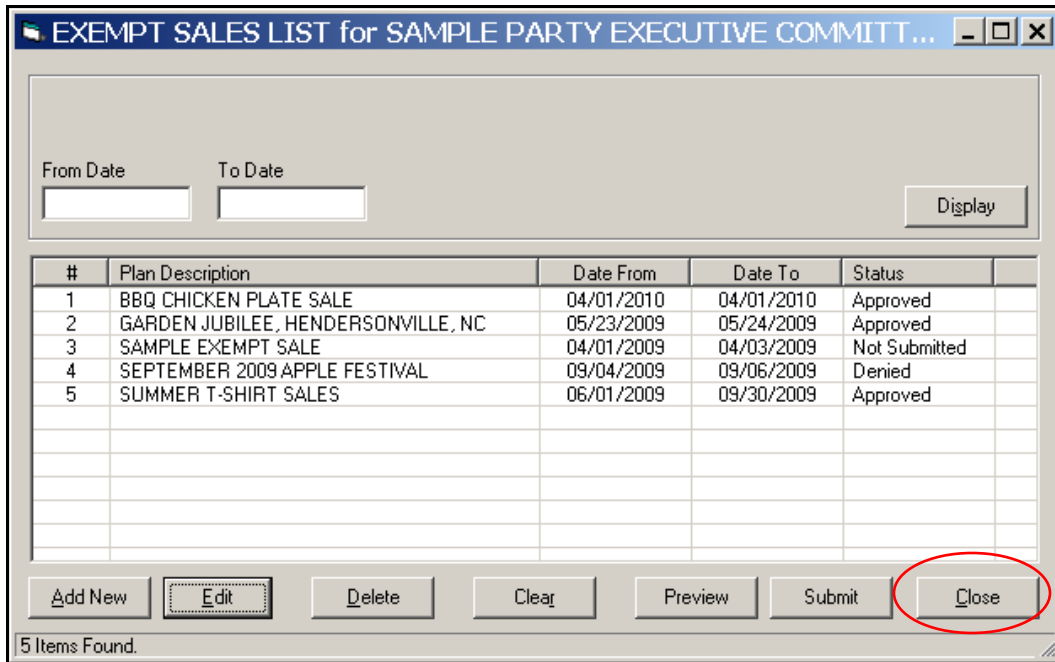 EXEMPT SALES LIST for SAMPLE PARTY EXECUTIVE COMMITT...
From Date To Date
Display
# Plan Description Date From Date To Status
1 BBQ CHICKEN PLATE SALE 04/01/2010 04/01/2010 Approved
2 GARDEN JUBILEE, HENDERSONVILLE, NC 05/23/2009 05/24/2009 Approved
3 SAMPLE EXEMPT SALE 04/01/2009 04/03/2009 Not Submitted
4 SEPTEMBER 2009 APPLE FESTIVAL 09/04/2009 09/06/2009 Denied
5 SUMMER T-SHIRT SALES 06/01/2009 09/30/2009 Approved
Add New Edit Delete Clear Preview Submit Close
5 Items Found.